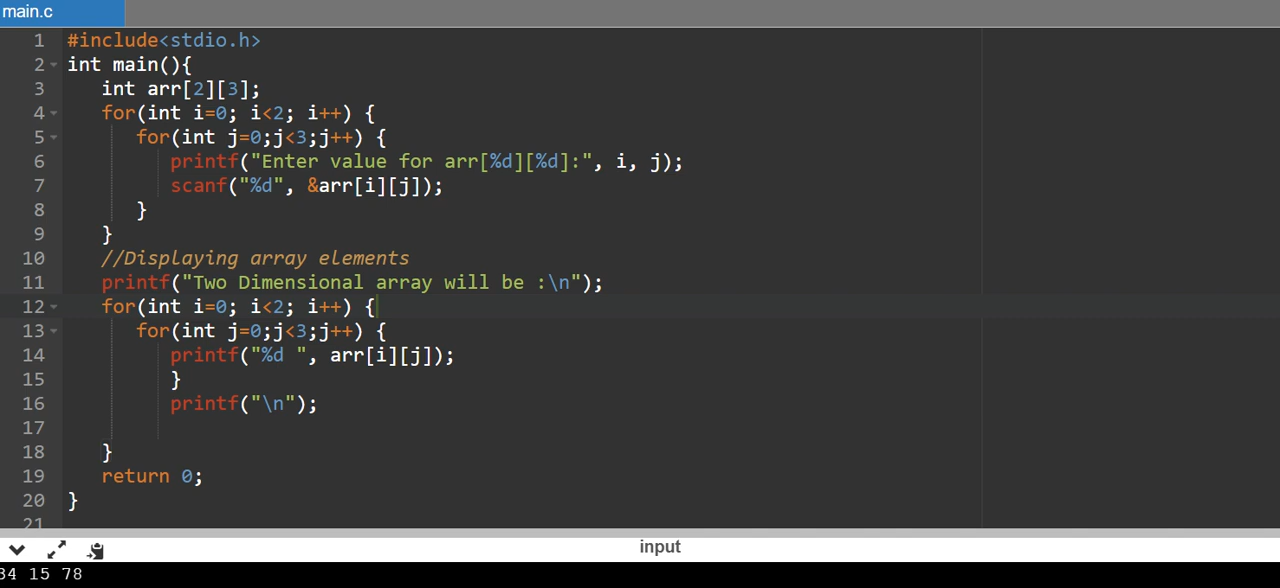 main.c
1 #include<stdio.h>
2 int main(){
3 int arr[2][3];
4 for(int i=0; i<2; i++) {
5 for(int j=0;j<3;j++) {
6 printf("Enter value for arr[%d][%d]:", i, j);
7 scanf("%d", &arr[i][j]);
8 }
9 }
10 //Displaying array elements
11 printf("Two Dimensional array will be :\n");
12 for(int i=0; i<2; i++) {
13 for(int j=0;j<3;j++) {
14 printf("%d ", arr[i][j]);
15 }
16 printf("\n");
17
18 }
19 return 0;
20 }
21
input
34 15 78